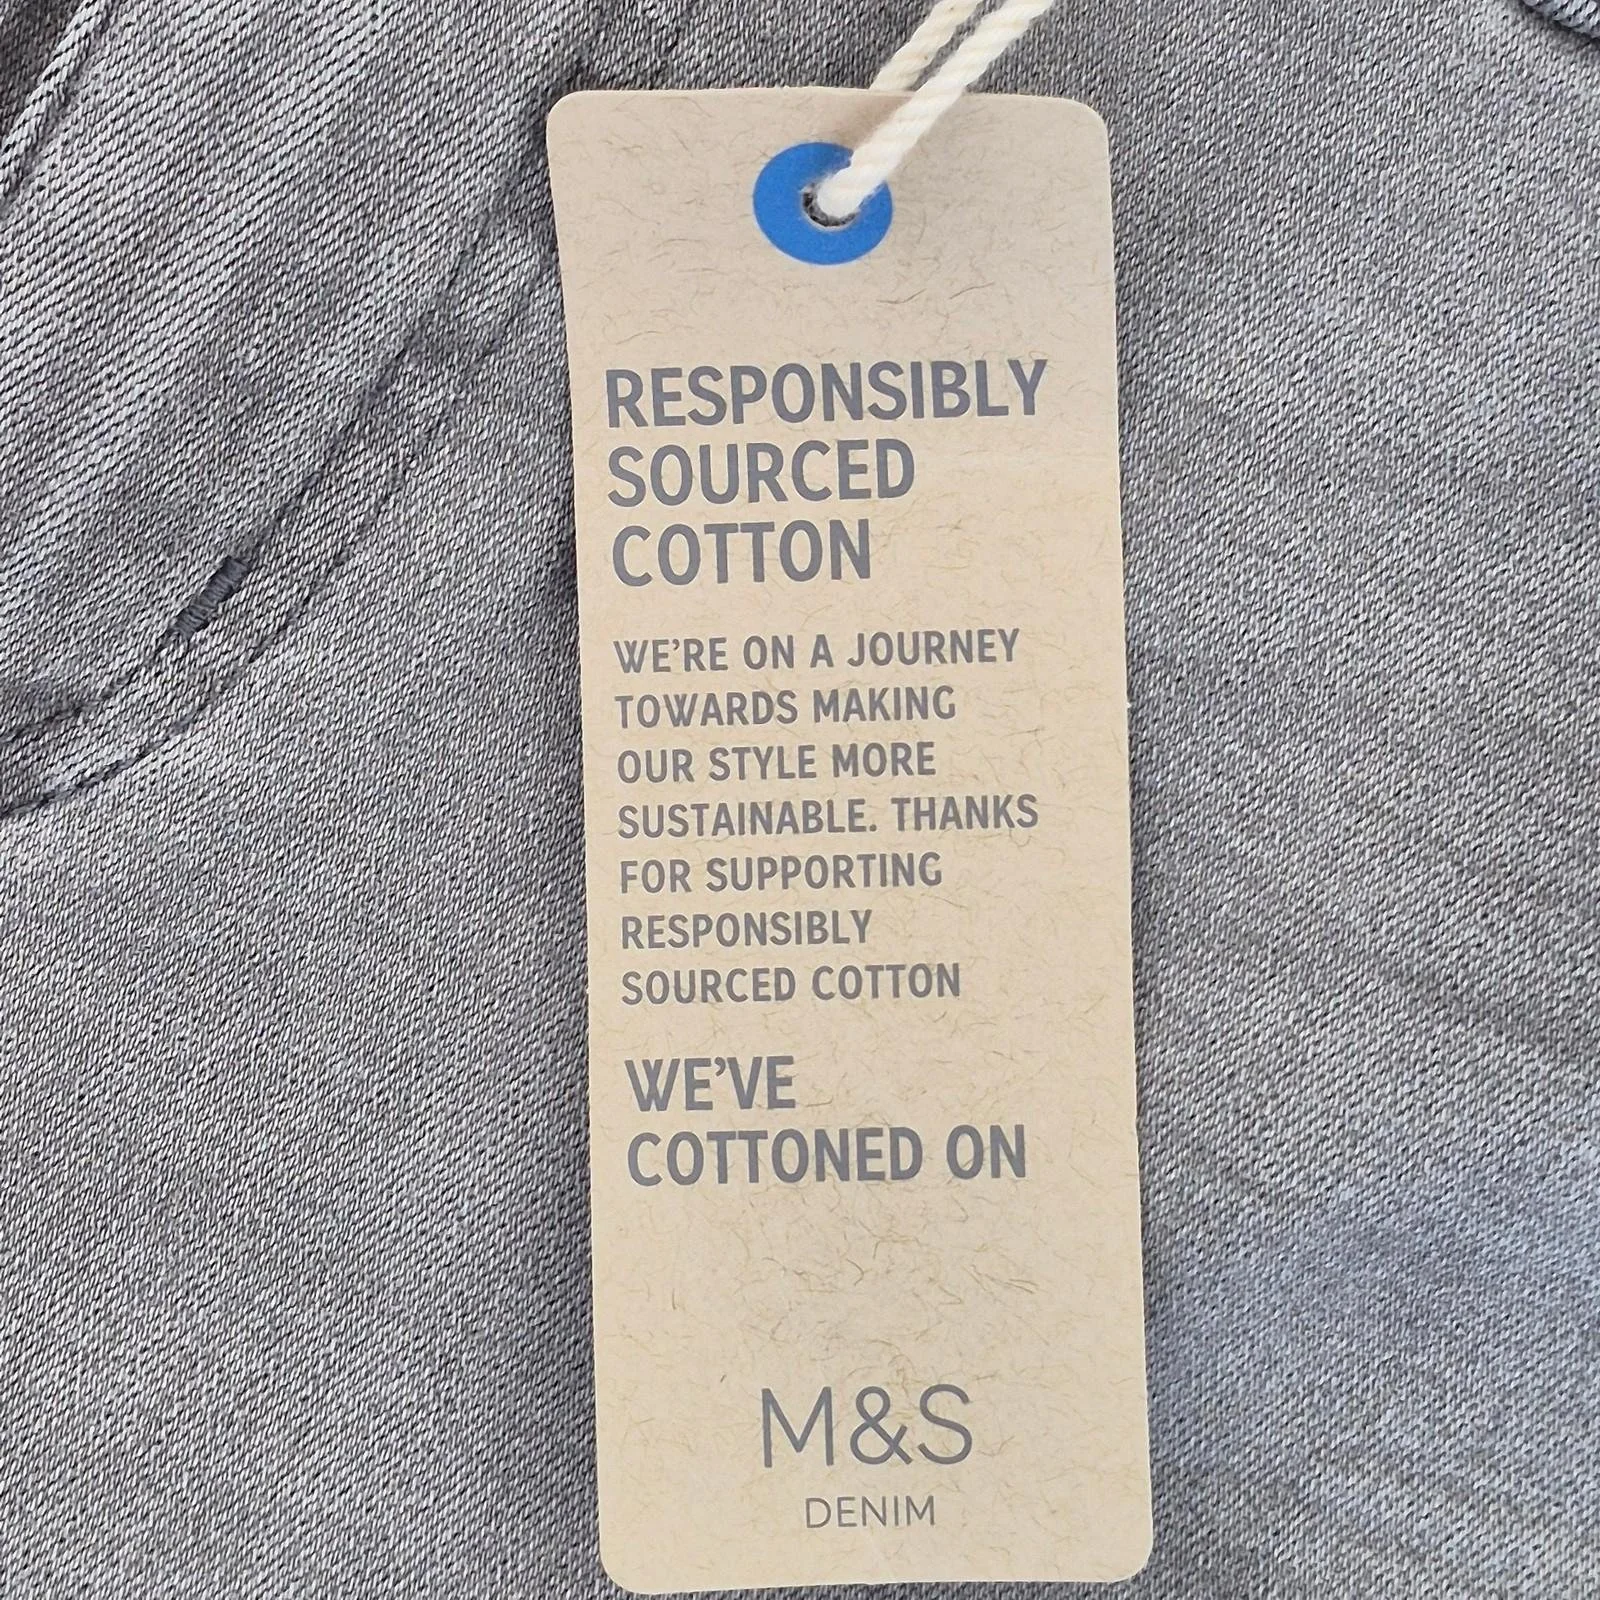 RESPONSIBLY
SOURCED
COTTON
WE'RE ON A JOURNEY
TOWARDS MAKING
OUR STYLE MORE
SUSTAINABLE. THANKS
FOR SUPPORTING
RESPONSIBLY
SOURCED COTTON
WE'VE
COTTONED ON
M&S
DENIM